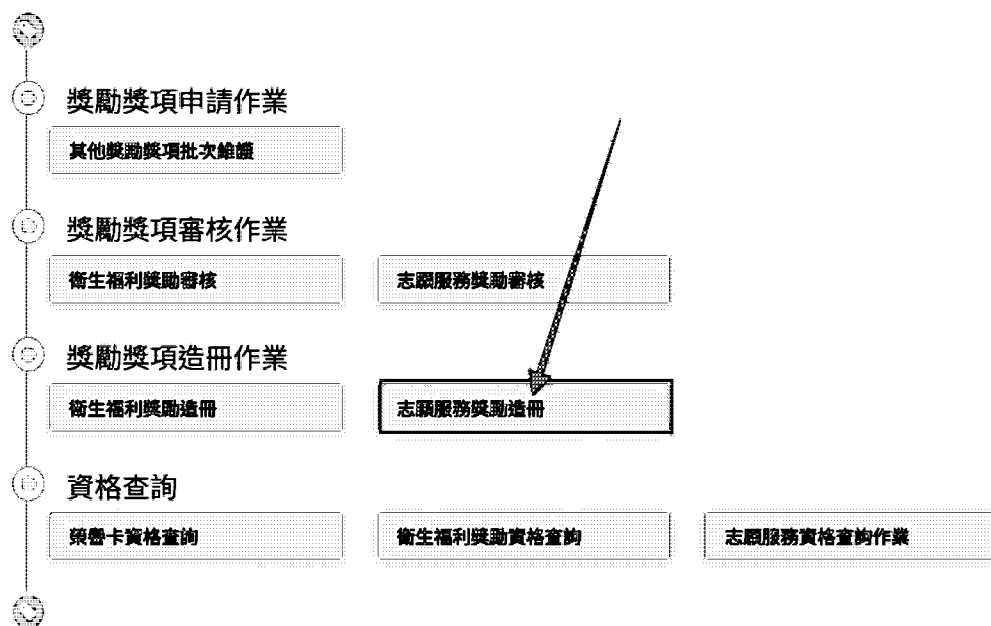 獎勵獎項申請作業
其他獎勵獎項批次維護
獎勵獎項審核作業
衛生福利獎勵審核
志願服務獎勵審核
獎勵獎項造冊作業
衛生福利獎勵造冊
志願服務獎勵造冊
資格查詢
榮譽卡資格查詢
衛生福利獎勵資格查詢
志願服務資格查詢作業